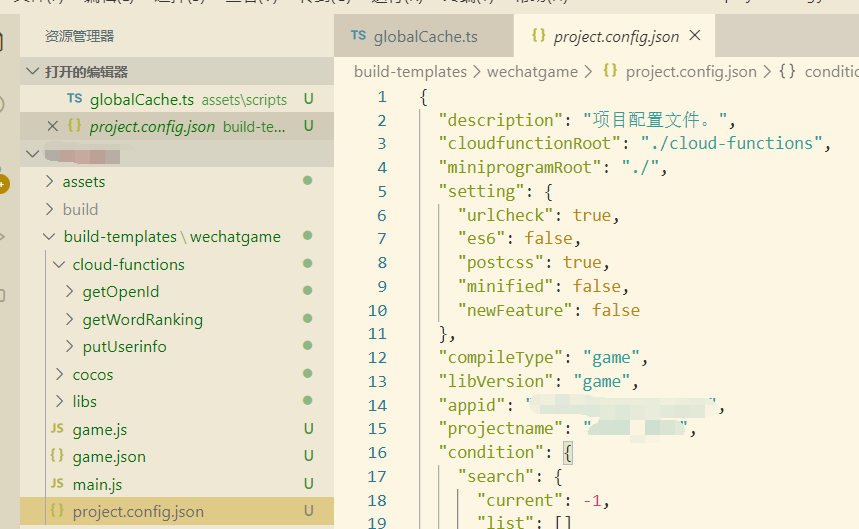 资源管理器
打开的编辑器
TS globalCache.ts assets\scripts U
{} project.config.json build-te... U
assets
build
build-templates \ wechatgame
cloud-functions
getOpenId
getWordRanking
putUserinfo
cocos
libs
JS game.js U
{} game.json U
JS main.js U
{} project.config.json U
TS globalCache.ts
{} project.config.json ×
build-templates > wechatgame > {} project.config.json > {} conditio
1 {
2 "description": "项目配置文件。",
3 "cloudfunctionRoot": "./cloud-functions",
4 "miniprogramRoot": "./",
5 "setting": {
6 "urlCheck": true,
7 "es6": false,
8 "postcss": true,
9 "minified": false,
10 "newFeature": false
11 },
12 "compileType": "game",
13 "libVersion": "game",
14 "appid": "",
15 "projectname": "",
16 "condition": {
17 "search": {
18 "current": -1,
19 "list": []